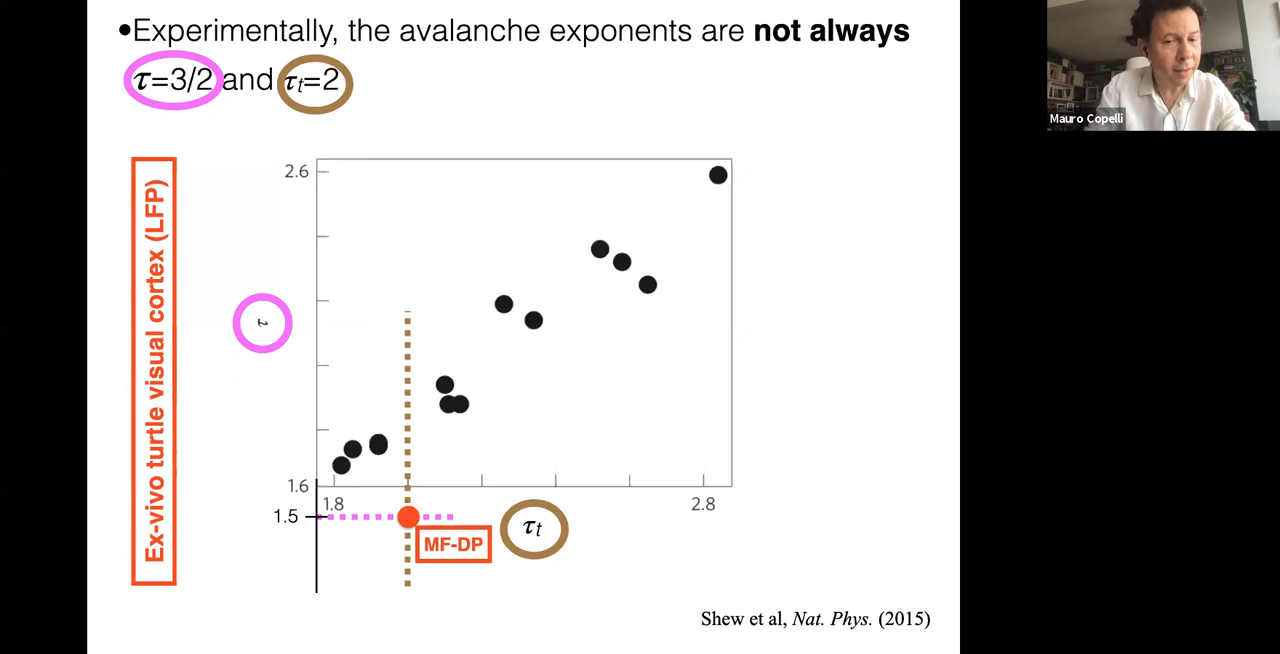 •Experimentally, the avalanche exponents are not always
τ=3/2 and τt=2
Mauro Copelli
Ex-vivo turtle visual cortex (LFP)
2.6
τ
1.6
1.8
2.8
1.5
MF-DP
τt
Shew et al, Nat. Phys. (2015)